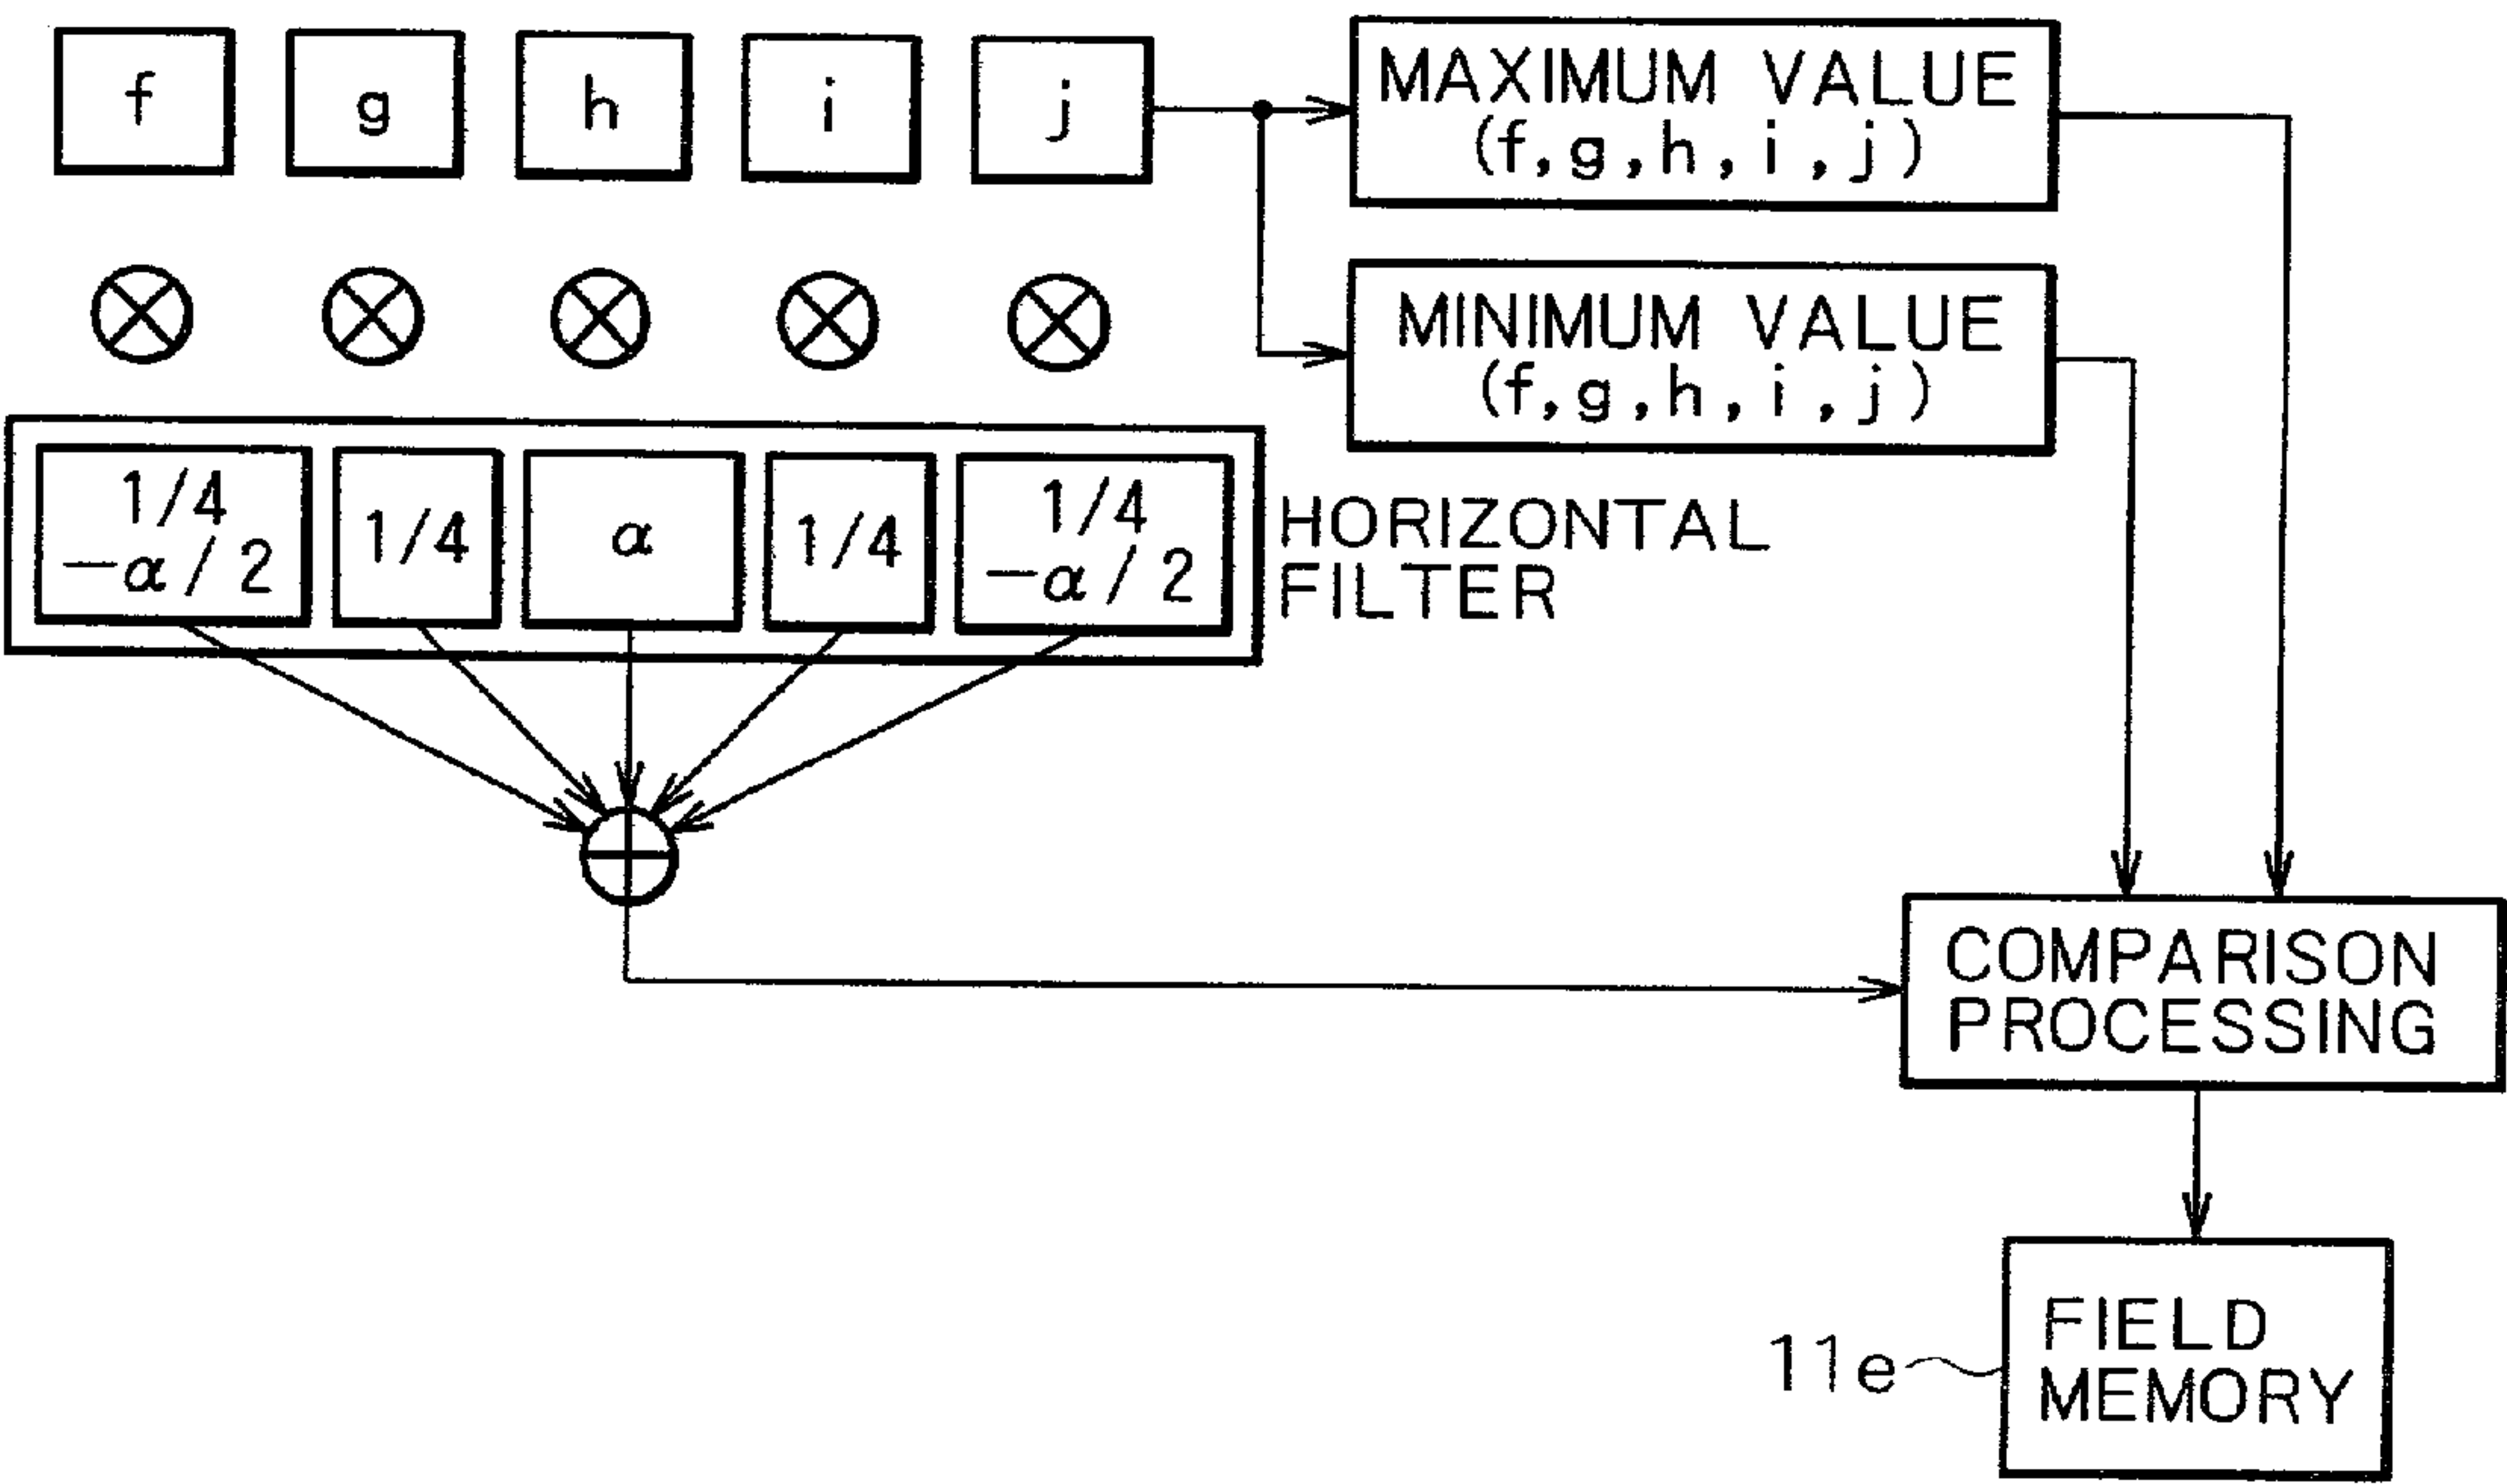 f g h i j
MAXIMUM VALUE
(f,g,h,i,j)
MINIMUM VALUE
(f,g,h,i,j)
1/4
-α/2
1/4
α
1/4
1/4
-α/2
HORIZONTAL
FILTER
COMPARISON
PROCESSING
FIELD
MEMORY
11e